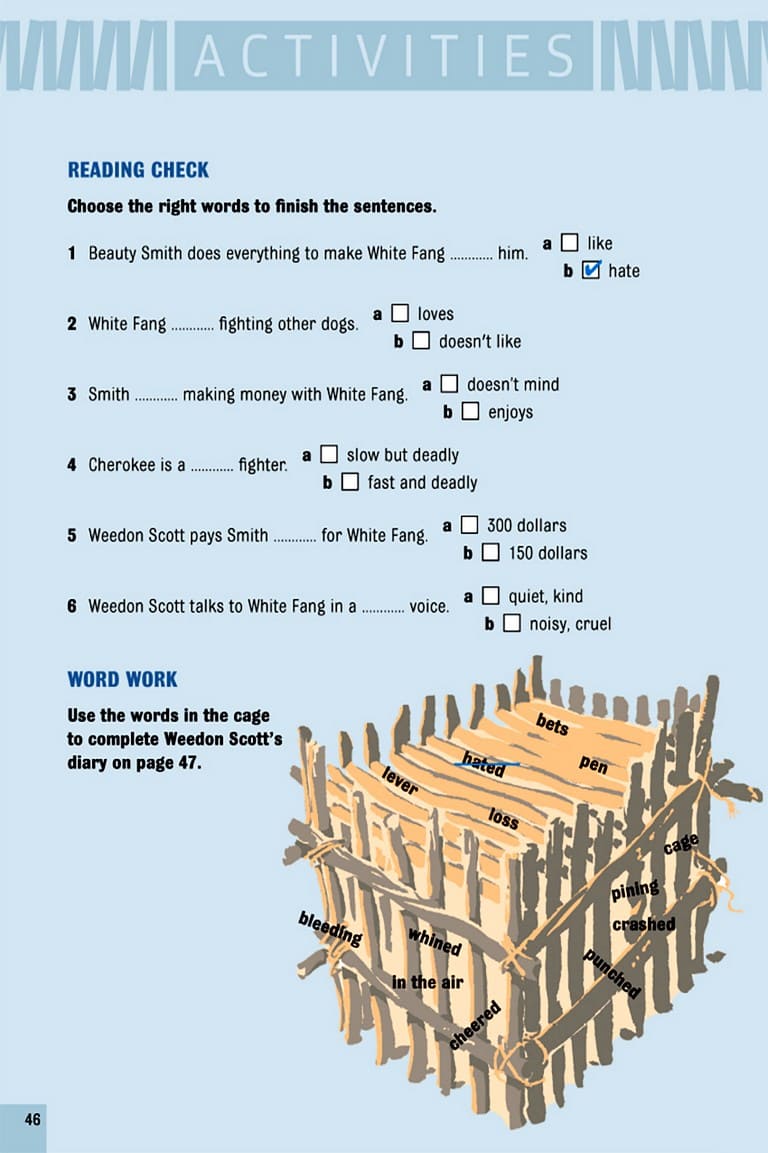 ACTIVITIES
READING CHECK
Choose the right words to finish the sentences.
1 Beauty Smith does everything to make White Fang ............ him. a like
b hate
2 White Fang ............ fighting other dogs. a loves
b doesn't like
3 Smith ............ making money with White Fang. a doesn't mind
b enjoys
4 Cherokee is a ............ fighter. a slow but deadly
b fast and deadly
5 Weedon Scott pays Smith ............ for White Fang. a 300 dollars
b 150 dollars
6 Weedon Scott talks to White Fang in a ............ voice. a quiet, kind
b noisy, cruel
WORD WORK
Use the words in the cage
to complete Weedon Scott's
diary on page 47.
bets
hated
pen
lever
loss
cage
pining
crashed
bleeding
whined
punched
in the air
cheered
46